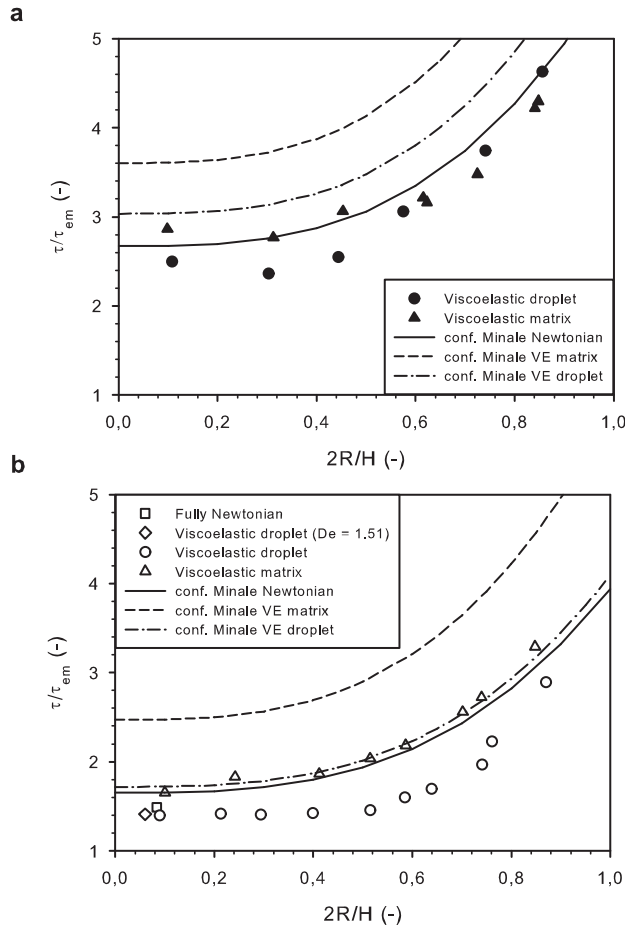 a
5
4
3
2
1
τ/τem (-)
0,0 0,2 0,4 0,6 0,8 1,0
2R/H (-)
Viscoelastic droplet
Viscoelastic matrix
conf. Minale Newtonian
conf. Minale VE matrix
conf. Minale VE droplet
b
5
4
3
2
1
τ/τem (-)
Fully Newtonian
Viscoelastic droplet (De = 1.51)
Viscoelastic droplet
Viscoelastic matrix
conf. Minale Newtonian
conf. Minale VE matrix
conf. Minale VE droplet
0,0 0,2 0,4 0,6 0,8 1,0
2R/H (-)